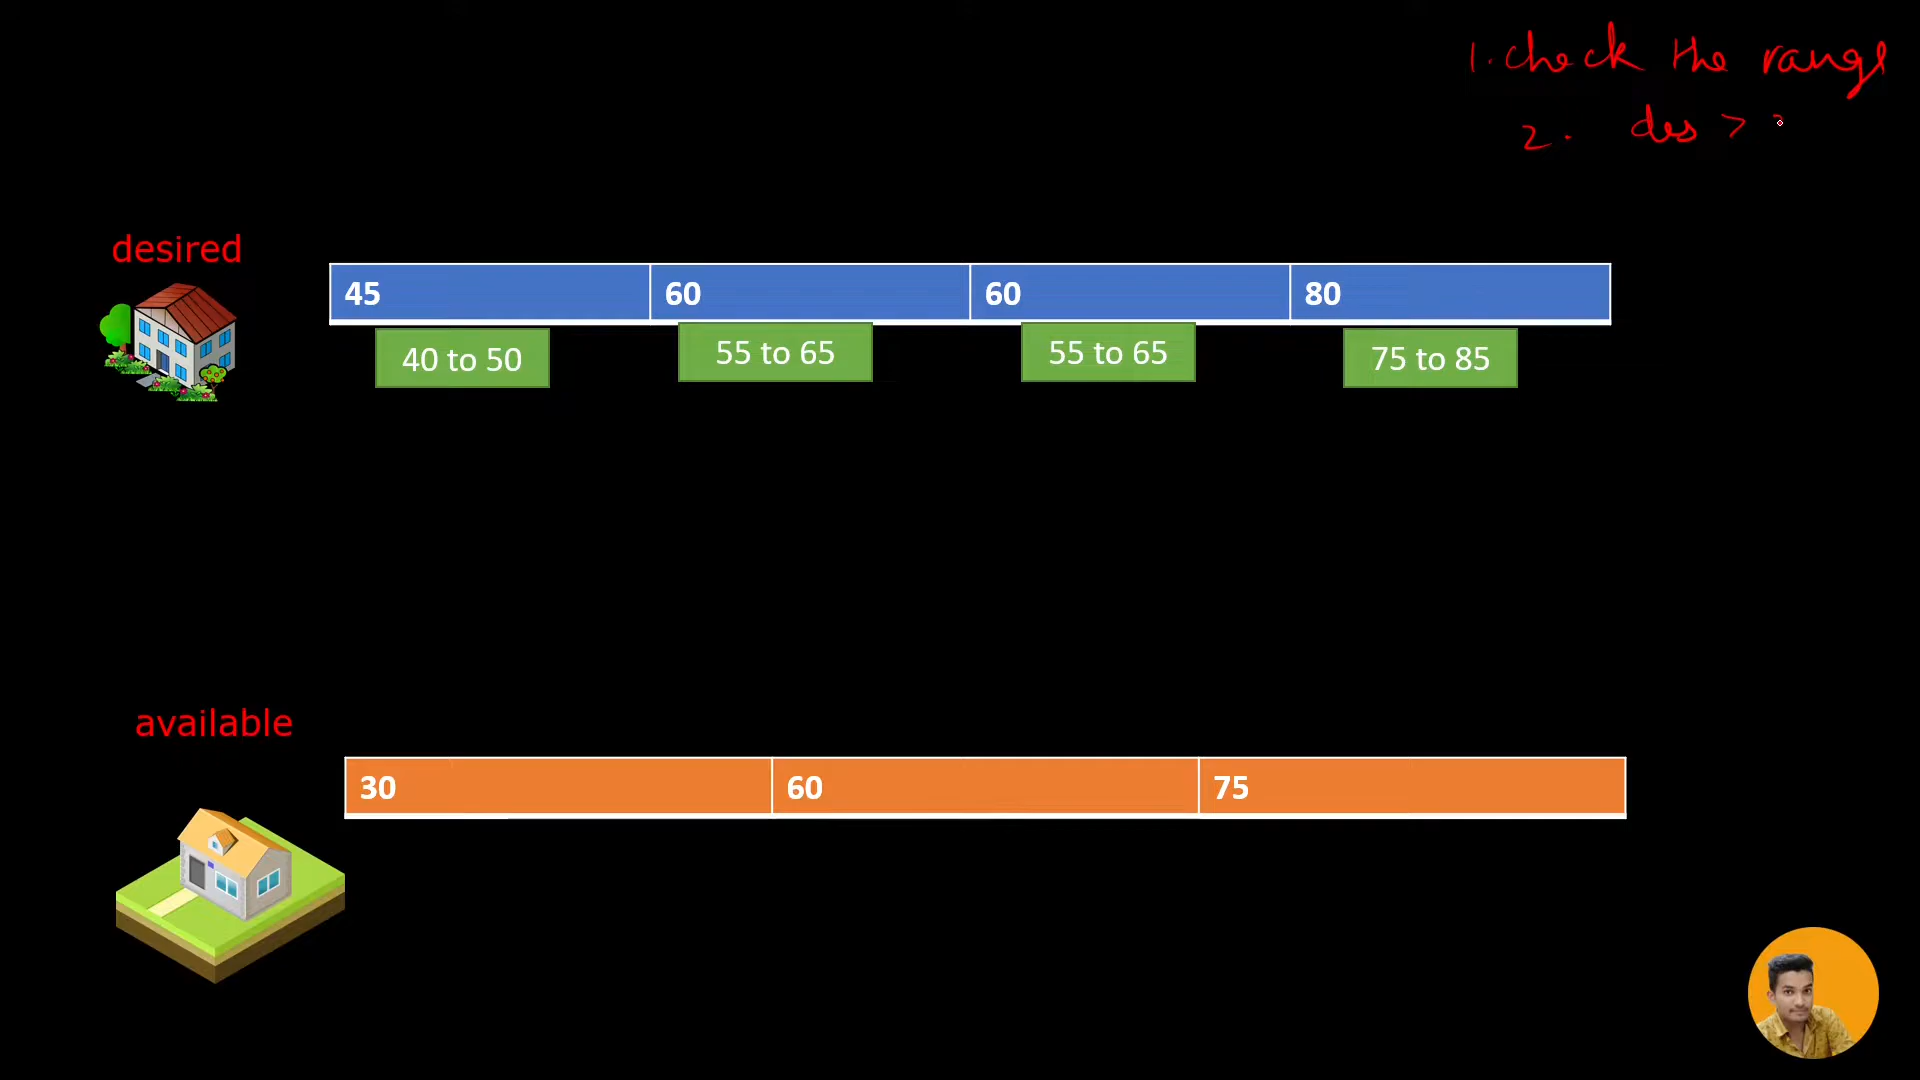 1. check the range
2. des >
desired
45 60 60 80
40 to 50 55 to 65 55 to 65 75 to 85
available
30 60 75